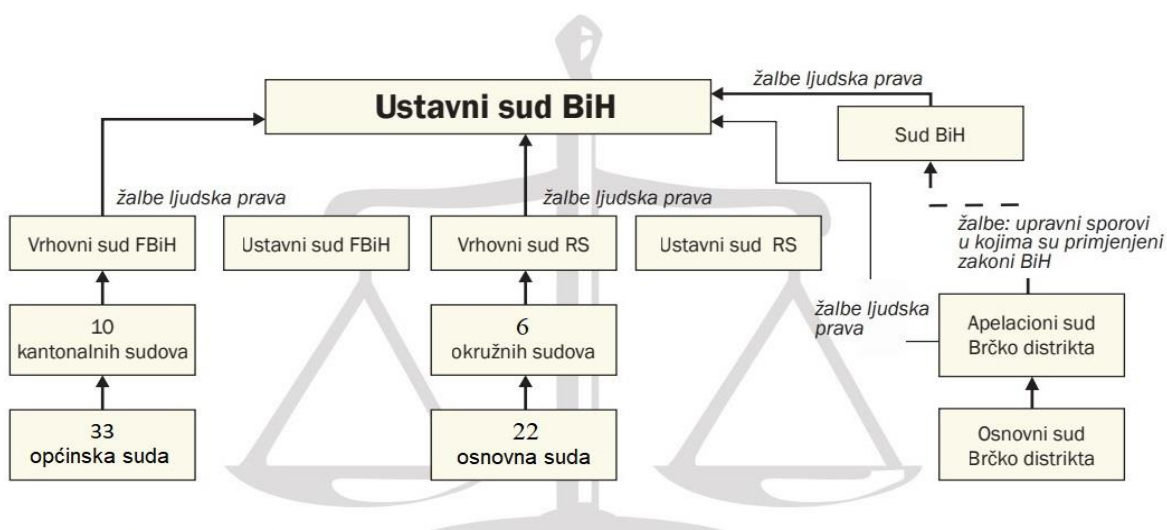 žalbe ljudska prava
Ustavni sud BiH
Sud BiH
žalbe ljudska prava
žalbe ljudska prava
žalbe: upravni sporovi
u kojima su primjenjeni
zakoni BiH
Vrhovni sud FBiH
Ustavni sud FBiH
Vrhovni sud RS
Ustavni sud RS
10
kantonalnih sudova
6
okružnih sudova
žalbe ljudska
prava
Apelacioni sud
Brčko distrikta
33
općinska suda
22
osnovna suda
Osnovni sud
Brčko distrikta